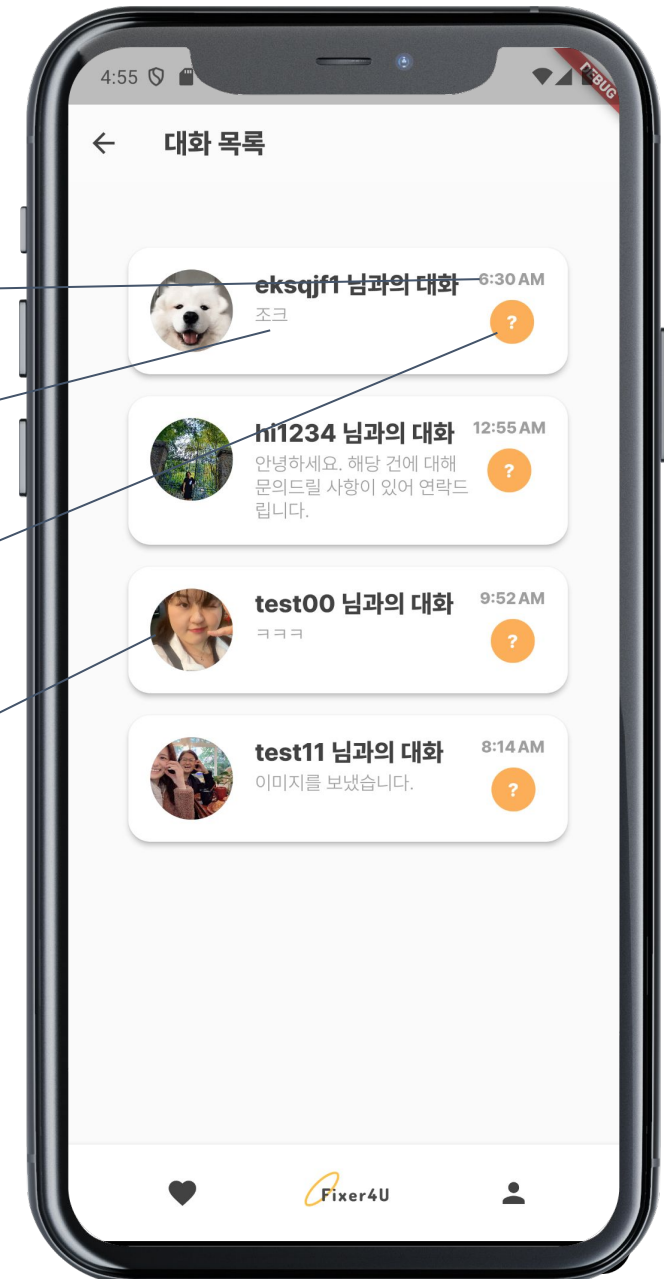 4:55
DEBUG
대화 목록
eksqjf1 님과의 대화
6:30 AM
조크
?
hi1234 님과의 대화
12:55 AM
안녕하세요. 해당 건에 대해
문의드릴 사항이 있어 연락드
립니다.
?
test00 님과의 대화
9:52 AM
ㅋㅋㅋ
?
test11 님과의 대화
8:14 AM
이미지를 보냈습니다.
?
Fixer4U